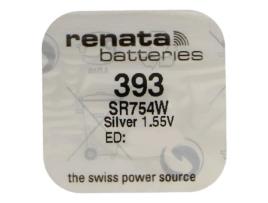 renata
batteries
393
SR754W
Silver 1.55V
ED:
the swiss power source